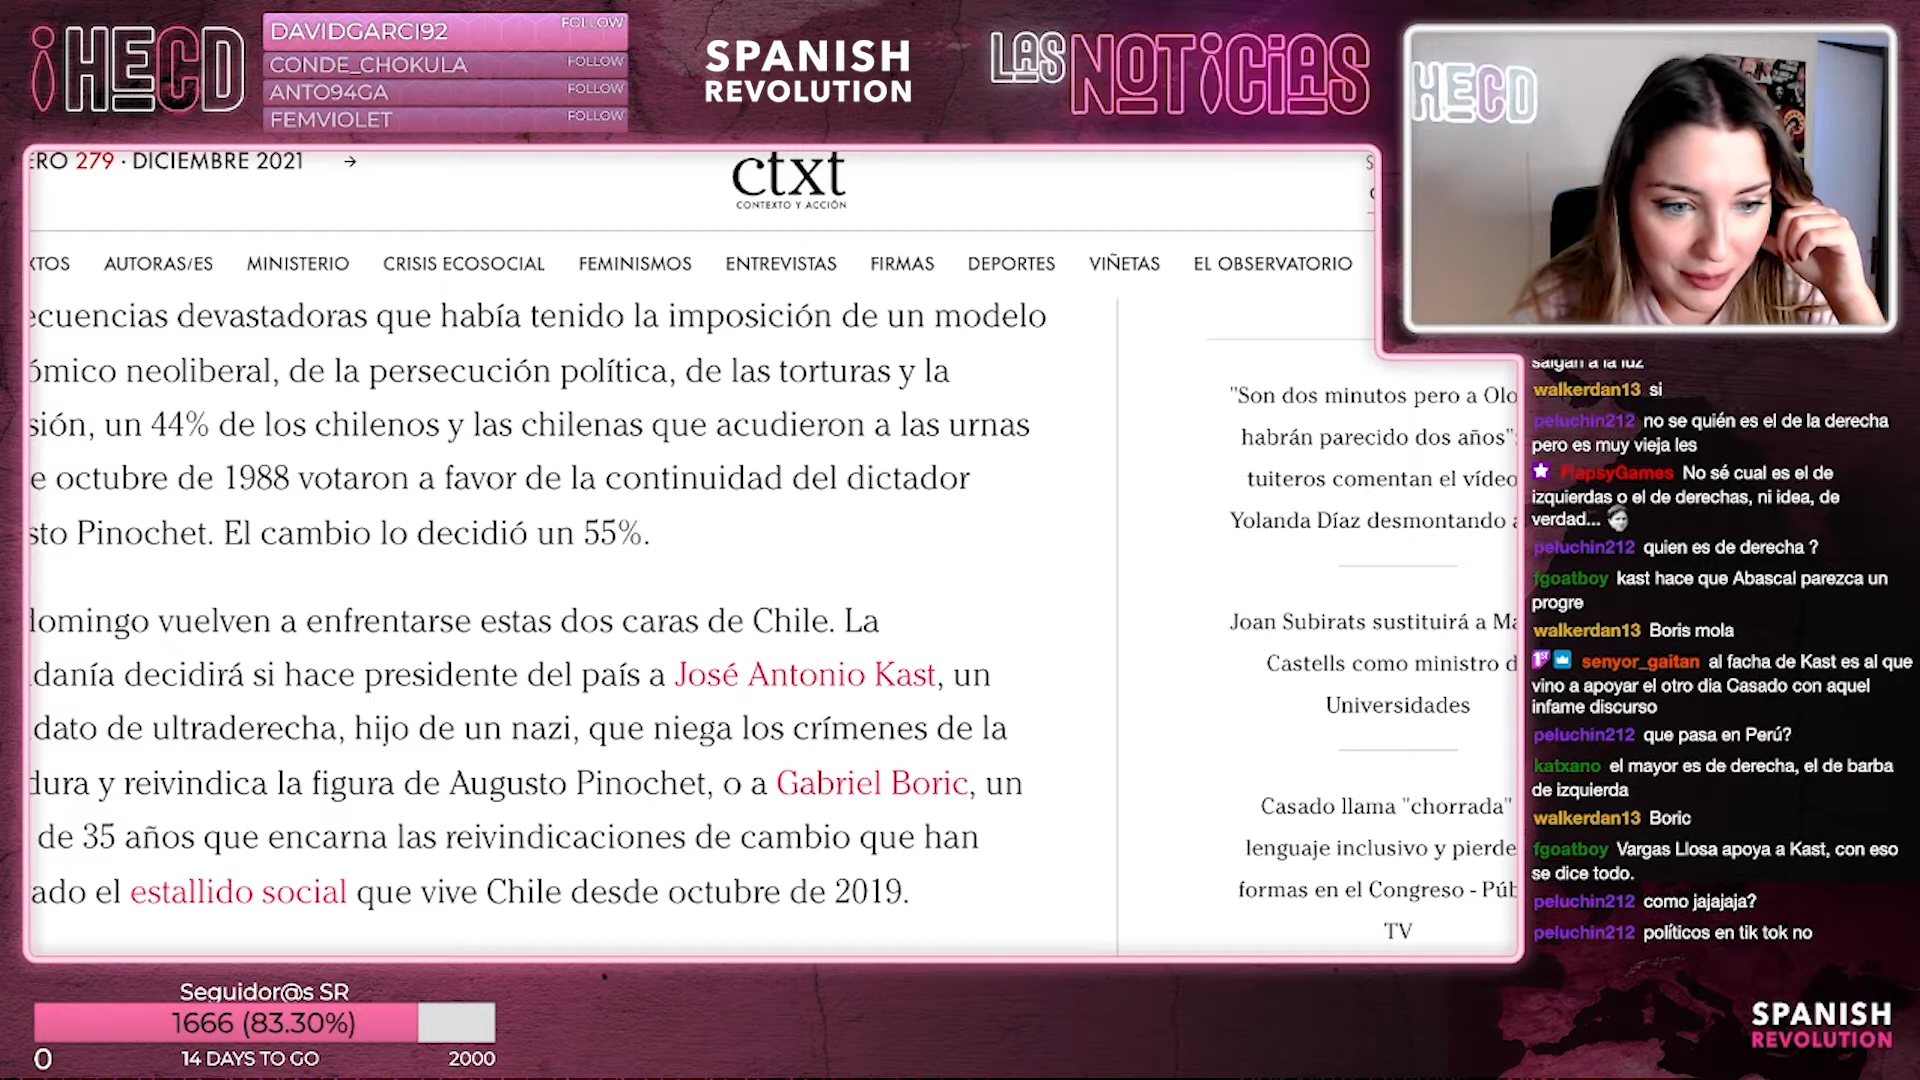 ¡HECD
DAVIDGARCI92 FOLLOW
CONDE_CHOKULA FOLLOW
ANTO94GA FOLLOW
FEMVIOLET FOLLOW
SPANISH
REVOLUTION
LAS NOTICIAS
HECD
ERO 279 · DICIEMBRE 2021 →
ctxt
CONTEXTO Y ACCIÓN
XTOS AUTORAS/ES MINISTERIO CRISIS ECOSOCIAL FEMINISMOS ENTREVISTAS FIRMAS DEPORTES VIÑETAS EL OBSERVATORIO
ecuencias devastadoras que había tenido la imposición de un modelo
ómico neoliberal, de la persecución política, de las torturas y la
sión, un 44% de los chilenos y las chilenas que acudieron a las urnas
e octubre de 1988 votaron a favor de la continuidad del dictador
sto Pinochet. El cambio lo decidió un 55%.
domingo vuelven a enfrentarse estas dos caras de Chile. La
danía decidirá si hace presidente del país a José Antonio Kast, un
dato de ultraderecha, hijo de un nazi, que niega los crímenes de la
dura y reivindica la figura de Augusto Pinochet, o a Gabriel Boric, un
de 35 años que encarna las reivindicaciones de cambio que han
ado el estallido social que vive Chile desde octubre de 2019.
"Son dos minutos pero a Olo
habrán parecido dos años":
tuiteros comentan el vídeo
Yolanda Díaz desmontando a
Joan Subirats sustituirá a Ma
Castells como ministro d
Universidades
Casado llama "chorrada"
lenguaje inclusivo y pierde
formas en el Congreso - Púb
TV
salgan a la luz
walkerdan13 si
peluchin212 no se quién es el de la derecha
pero es muy vieja les
FlapsyGames No sé cual es el de
izquierdas o el de derechas, ni idea, de
verdad...
peluchin212 quien es de derecha ?
fgoatboy kast hace que Abascal parezca un
progre
walkerdan13 Boris mola
senyor_gaitan al facha de Kast es al que
vino a apoyar el otro dia Casado con aquel
infame discurso
peluchin212 que pasa en Perú?
katxano el mayor es de derecha, el de barba
de izquierda
walkerdan13 Boric
fgoatboy Vargas Llosa apoya a Kast, con eso
se dice todo.
peluchin212 como jajajaja?
peluchin212 políticos en tik tok no
Seguidor@s SR
1666 (83.30%)
0 14 DAYS TO GO 2000
SPANISH
REVOLUTION